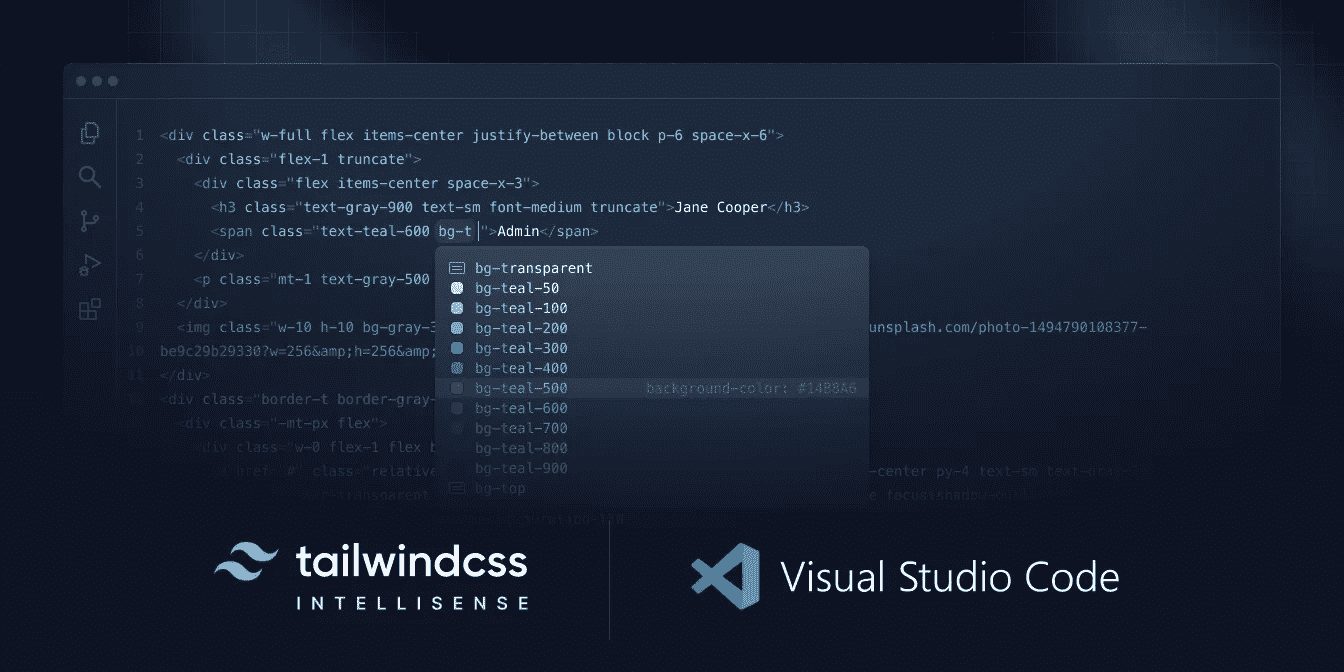 1 <div class="w-full flex items-center justify-between block p-6 space-x-6">
2 <div class="flex-1 truncate">
3 <div class="flex items-center space-x-3">
4 <h3 class="text-gray-900 text-sm font-medium truncate">Jane Cooper</h3>
5 <span class="text-teal-600 bg-t">Admin</span>
6 </div>
7 <p class="mt-1 text-gray-500
8 </div>
9 <img class="w-10 h-10 bg-gray-3 unsplash.com/photo-1494790108377-
10 be9c29b29330?w=256&amp;h=256&amp;
11 </div>
<div class="border-t border-gray-
<div class="-mt-px flex">
<div class="w-0 flex-1 flex b
href="#" class="relative -center py-4 text-sm
-transparent
bg-transparent
bg-teal-50
bg-teal-100
bg-teal-200
bg-teal-300
bg-teal-400
bg-teal-500 background-color: #14B8A6
bg-teal-600
bg-teal-700
bg-teal-800
bg-teal-900
bg-top
tailwindcss
INTELLISENSE
Visual Studio Code